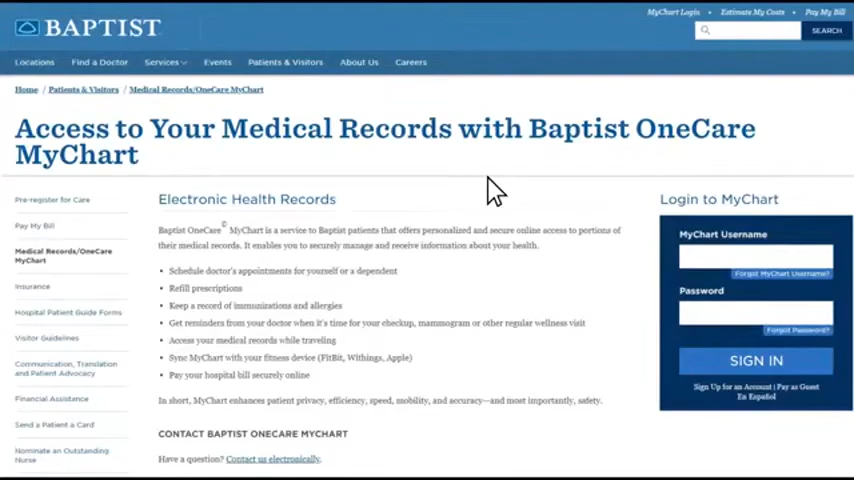 MyChart Login • Estimate My Costs • Pay My Bill
BAPTIST
SEARCH
Locations Find a Doctor Services Events Patients & Visitors About Us Careers
Home / Patients & Visitors / Medical Records/OneCare MyChart
Access to Your Medical Records with Baptist OneCare
MyChart
Pre-register for Care
Pay My Bill
Medical Records/OneCare
MyChart
Insurance
Hospital Patient Guide Forms
Visitor Guidelines
Communication, Translation
and Patient Advocacy
Financial Assistance
Send a Patient a Card
Nominate an Outstanding
Nurse
Electronic Health Records
Baptist OneCare© MyChart is a service to Baptist patients that offers personalized and secure online access to portions of
their medical records. It enables you to securely manage and receive information about your health.
• Schedule doctor's appointments for yourself or a dependent
• Refill prescriptions
• Keep a record of immunizations and allergies
• Get reminders from your doctor when it's time for your checkup, mammogram or other regular wellness visit
• Access your medical records while traveling
• Sync MyChart with your fitness device (FitBit, Withings, Apple)
• Pay your hospital bill securely online
In short, MyChart enhances patient privacy, efficiency, speed, mobility, and accuracy—and most importantly, safety.
CONTACT BAPTIST ONECARE MYCHART
Have a question? Contact us electronically.
Login to MyChart
MyChart Username
Forgot MyChart Username?
Password
Forgot Password?
SIGN IN
Sign Up for an Account | Pay as Guest
En Español